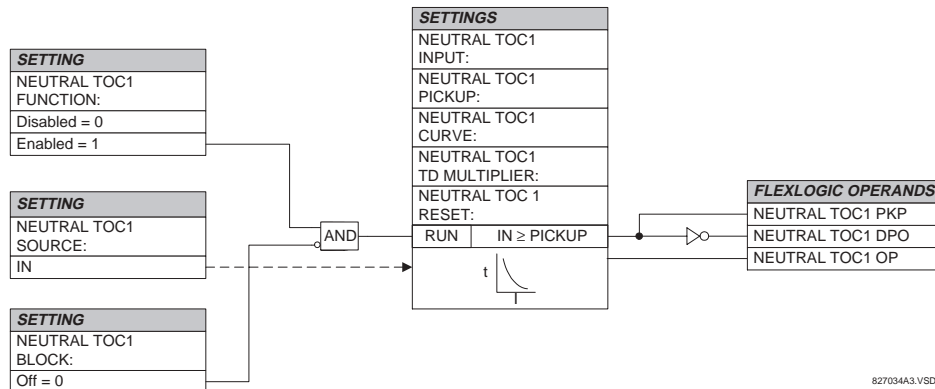 SETTING
NEUTRAL TOC1
FUNCTION:
Disabled = 0
Enabled = 1
SETTING
NEUTRAL TOC1
SOURCE:
IN
SETTING
NEUTRAL TOC1
BLOCK:
Off = 0
AND
SETTINGS
NEUTRAL TOC1
INPUT:
NEUTRAL TOC1
PICKUP:
NEUTRAL TOC1
CURVE:
NEUTRAL TOC1
TD MULTIPLIER:
NEUTRAL TOC 1
RESET:
RUN IN ≥ PICKUP
t
I
FLEXLOGIC OPERANDS
NEUTRAL TOC1 PKP
NEUTRAL TOC1 DPO
NEUTRAL TOC1 OP
827034A3.VSD